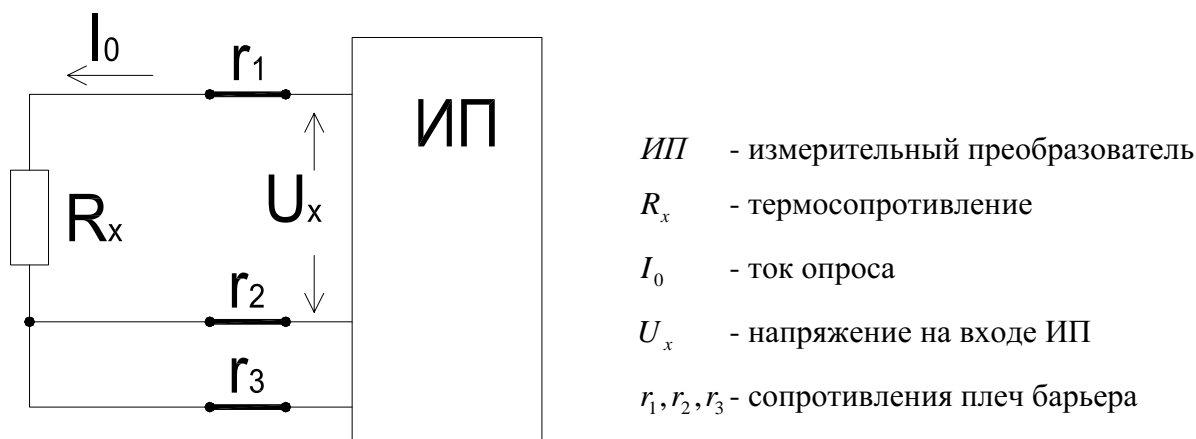 I₀
r₁
ИП
Uₓ
Rₓ
r₂
r₃
ИП - измерительный преобразователь
Rₓ - термосопротивление
I₀ - ток опроса
Uₓ - напряжение на входе ИП
r₁, r₂, r₃ - сопротивления плеч барьера